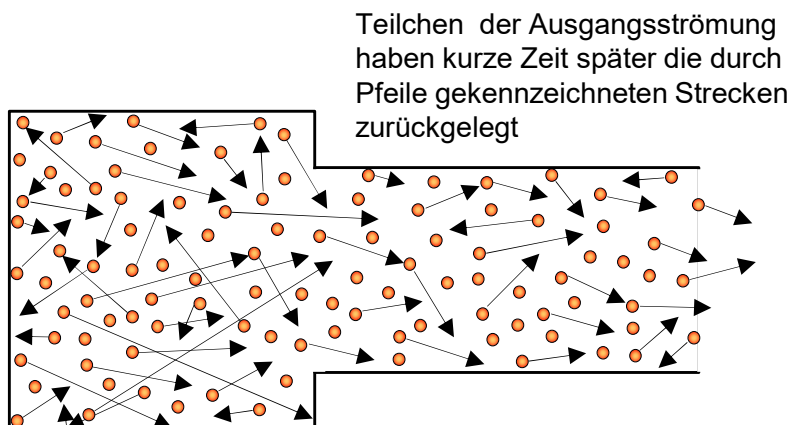 Teilchen der Ausgangsströmung
haben kurze Zeit später die durch
Pfeile gekennzeichneten Strecken
zurückgelegt